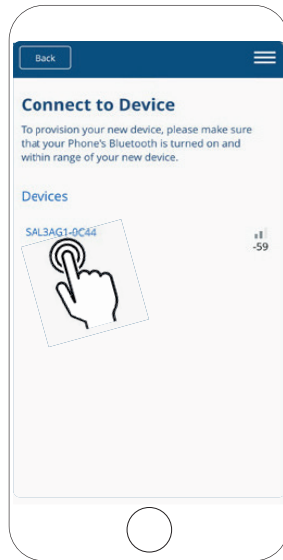 Back
Connect to Device
To provision your new device, please make sure
that your Phone's Bluetooth is turned on and
within range of your new device.
Devices
SAL3AG1-0C44
-59